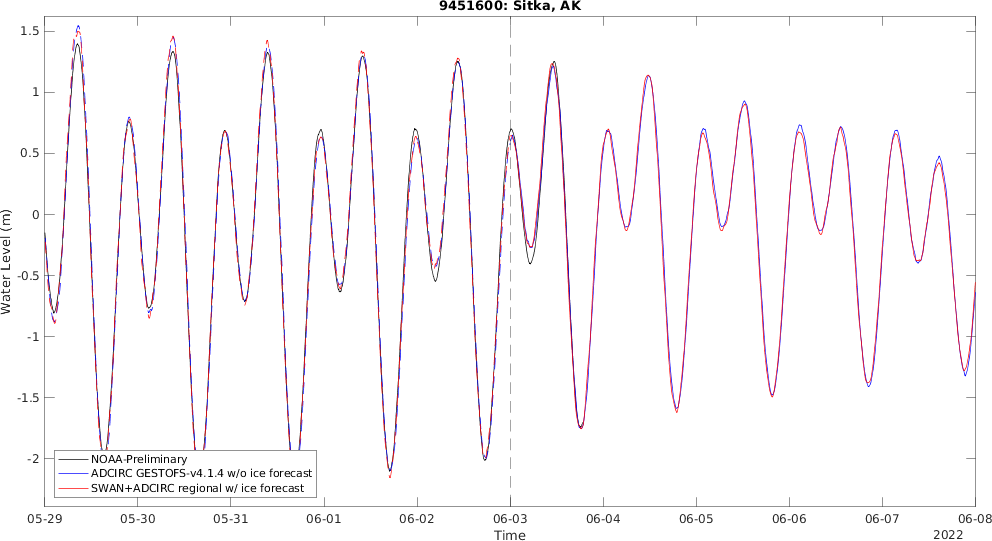 9451600: Sitka, AK
1.5
1
0.5
0
-0.5
-1
-1.5
-2
Water Level (m)
NOAA-Preliminary
ADCIRC GESTOFS-v4.1.4 w/o ice forecast
SWAN+ADCIRC regional w/ ice forecast
05-29 05-30 05-31 06-01 06-02 06-03 06-04 06-05 06-06 06-07 06-08
Time
2022